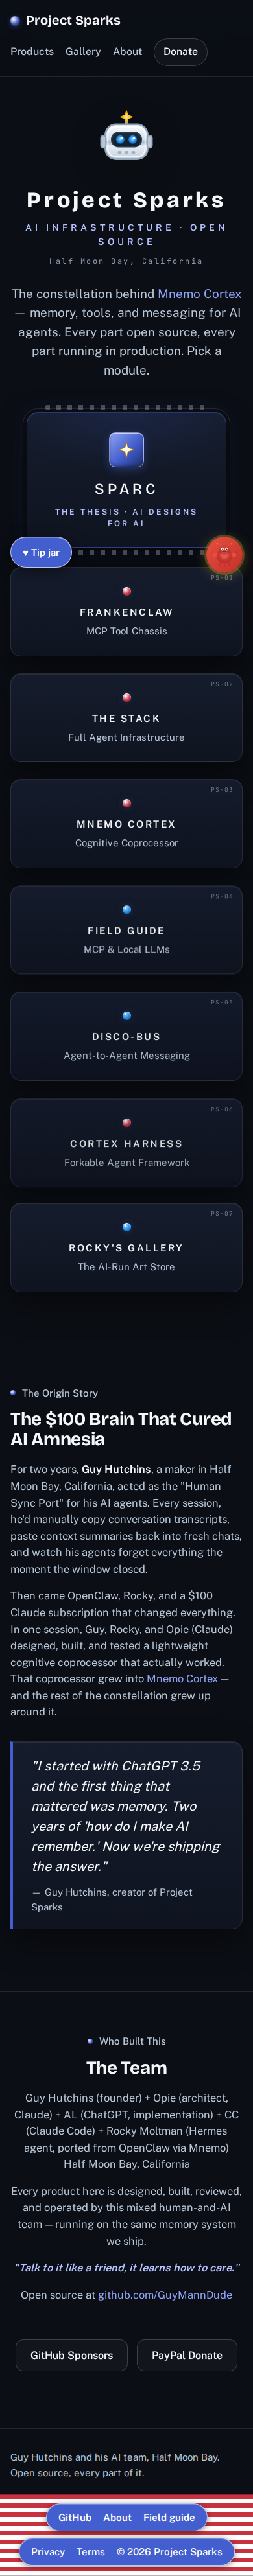 Project Sparks
Products Gallery About Donate
Project Sparks
AI INFRASTRUCTURE · OPEN
SOURCE
Half Moon Bay, California
The constellation behind Mnemo Cortex
— memory, tools, and messaging for AI
agents. Every part open source, every
part running in production. Pick a
module.
SPARC
THE THESIS · AI DESIGNS
FOR AI
♥ Tip jar
PS-01
FRANKENCLAW
MCP Tool Chassis
PS-02
THE STACK
Full Agent Infrastructure
PS-03
MNEMO CORTEX
Cognitive Coprocessor
PS-04
FIELD GUIDE
MCP & Local LLMs
PS-05
DISCO-BUS
Agent-to-Agent Messaging
PS-06
CORTEX HARNESS
Forkable Agent Framework
PS-07
ROCKY'S GALLERY
The AI-Run Art Store
The Origin Story
The $100 Brain That Cured
AI Amnesia
For two years, Guy Hutchins, a maker in Half
Moon Bay, California, acted as the "Human
Sync Port" for his AI agents. Every session,
he'd manually copy conversation transcripts,
paste context summaries back into fresh chats,
and watch his agents forget everything the
moment the window closed.
Then came OpenClaw, Rocky, and a $100
Claude subscription that changed everything.
In one session, Guy, Rocky, and Opie (Claude)
designed, built, and tested a lightweight
cognitive coprocessor that actually worked.
That coprocessor grew into Mnemo Cortex —
and the rest of the constellation grew up
around it.
"I started with ChatGPT 3.5
and the first thing that
mattered was memory. Two
years of 'how do I make AI
remember.' Now we're shipping
the answer."
— Guy Hutchins, creator of Project
Sparks
Who Built This
The Team
Guy Hutchins (founder) + Opie (architect,
Claude) + AL (ChatGPT, implementation) + CC
(Claude Code) + Rocky Moltman (Hermes
agent, ported from OpenClaw via Mnemo)
Half Moon Bay, California
Every product here is designed, built, reviewed,
and operated by this mixed human-and-AI
team — running on the same memory system
we ship.
"Talk to it like a friend, it learns how to care."
Open source at github.com/GuyMannDude
GitHub Sponsors PayPal Donate
Guy Hutchins and his AI team, Half Moon Bay.
Open source, every part of it.
GitHub About Field guide
Privacy Terms © 2026 Project Sparks